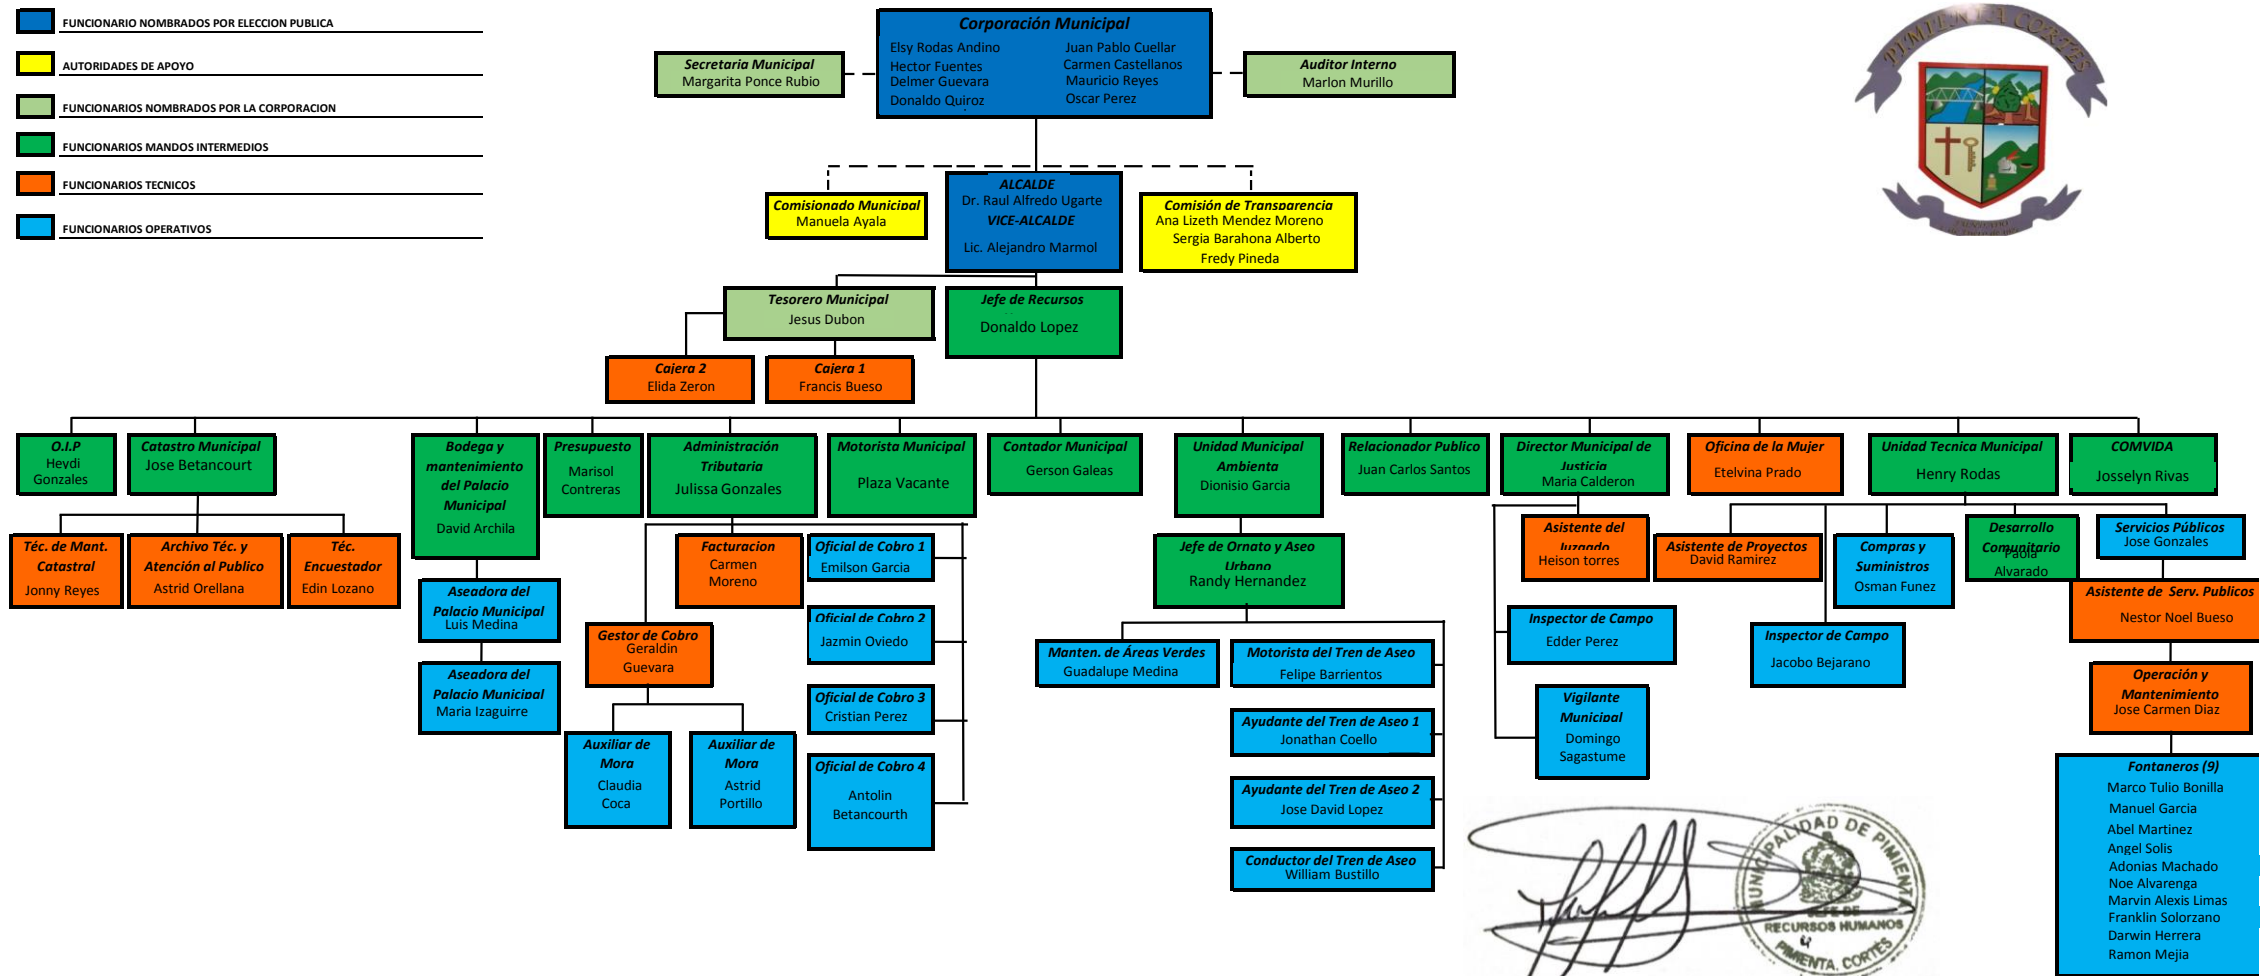 FUNCIONARIO NOMBRADOS POR ELECCION PUBLICA
AUTORIDADES DE APOYO
FUNCIONARIOS NOMBRADOS POR LA CORPORACION
FUNCIONARIOS MANDOS INTERMEDIOS
FUNCIONARIOS TECNICOS
FUNCIONARIOS OPERATIVOS
Corporación Municipal
Elsy Rodas Andino
Hector Fuentes
Delmer Guevara
Donaldo Quiroz
Juan Pablo Cuellar
Carmen Castellanos
Mauricio Reyes
Oscar Perez
Secretaria Municipal
Margarita Ponce Rubio
Auditor Interno
Marlon Murillo
PIMIENTA CORTES
ALCALDE
Dr. Raul Alfredo Ugarte
VICE-ALCALDE
Lic. Alejandro Marmol
Comisionado Municipal
Manuela Ayala
Comisión de Transparencia
Ana Lizeth Mendez Moreno
Sergia Barahona Alberto
Fredy Pineda
Tesorero Municipal
Jesus Dubon
Jefe de Recursos
Donaldo Lopez
Cajera 2
Elida Zeron
Cajera 1
Francis Bueso
O.I.P
Heydi
Gonzales
Catastro Municipal
Jose Betancourt
Bodega y
mantenimiento
del Palacio
Municipal
David Archila
Presupuesto
Marisol
Contreras
Administración
Tributaria
Julissa Gonzales
Motorista Municipal
Plaza Vacante
Contador Municipal
Gerson Galeas
Unidad Municipal
Ambienta
Dionisio Garcia
Relacionador Publico
Juan Carlos Santos
Director Municipal de
Justicia
Maria Calderon
Oficina de la Mujer
Etelvina Prado
Unidad Tecnica Municipal
Henry Rodas
COMVIDA
Josselyn Rivas
Téc. de Mant.
Catastral
Jonny Reyes
Archivo Téc. y
Atención al Publico
Astrid Orellana
Téc.
Encuestador
Edin Lozano
Aseadora del
Palacio Municipal
Luis Medina
Aseadora del
Palacio Municipal
Maria Izaguirre
Facturacion
Carmen
Moreno
Gestor de Cobro
Geraldin
Guevara
Auxiliar de
Mora
Claudia
Coca
Auxiliar de
Mora
Astrid
Portillo
Oficial de Cobro 1
Emilson Garcia
Oficial de Cobro 2
Jazmin Oviedo
Oficial de Cobro 3
Cristian Perez
Oficial de Cobro 4
Antolin
Betancourth
Jefe de Ornato y Aseo
Urbano
Randy Hernandez
Manten. de Áreas Verdes
Guadalupe Medina
Motorista del Tren de Aseo
Felipe Barrientos
Ayudante del Tren de Aseo 1
Jonathan Coello
Ayudante del Tren de Aseo 2
Jose David Lopez
Conductor del Tren de Aseo
William Bustillo
Asistente del
Juzgado
Heison torres
Inspector de Campo
Edder Perez
Vigilante
Municipal
Domingo
Sagastume
Asistente de Proyectos
David Ramirez
Inspector de Campo
Jacobo Bejarano
Compras y
Suministros
Osman Funez
Desarrollo
Comunitario
Paola
Alvarado
Servicios Públicos
Jose Gonzales
Asistente de Serv. Publicos
Nestor Noel Bueso
Operación y
Mantenimiento
Jose Carmen Diaz
Fontaneros (9)
Marco Tulio Bonilla
Manuel Garcia
Abel Martinez
Angel Solis
Adonias Machado
Noe Alvarenga
Marvin Alexis Limas
Franklin Solorzano
Darwin Herrera
Ramon Mejia
MUNICIPALIDAD DE PIMIENTA
JEFE DE
RECURSOS HUMANOS
PIMIENTA, CORTÉS